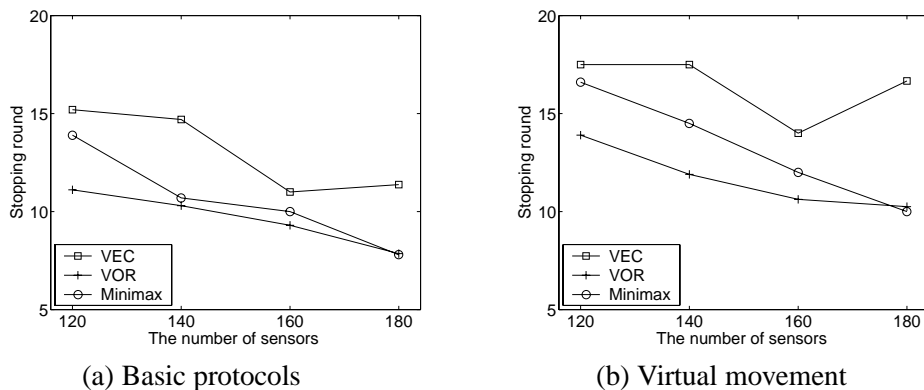 20
15
10
5
Stopping round
VEC
VOR
Minimax
120 140 160 180
The number of sensors
(a) Basic protocols
20
15
10
5
Stopping round
VEC
VOR
Minimax
120 140 160 180
The number of sensors
(b) Virtual movement